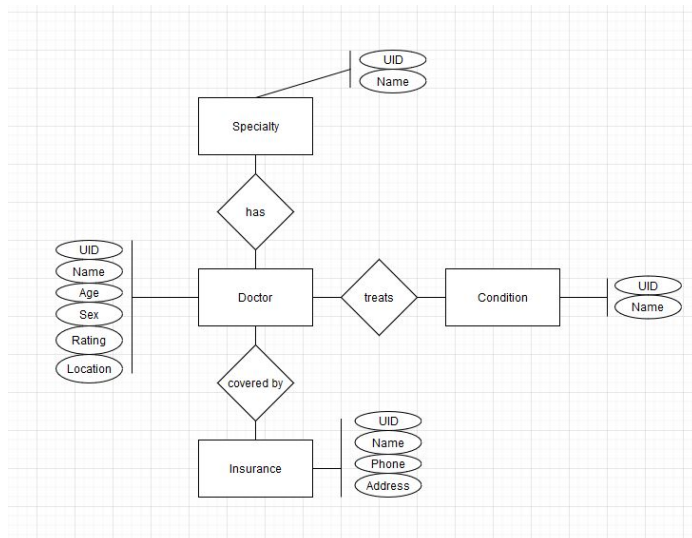 UID
Name
Specialty
has
UID
Name
Age
Sex
Rating
Location
Doctor
treats
Condition
UID
Name
covered by
Insurance
UID
Name
Phone
Address